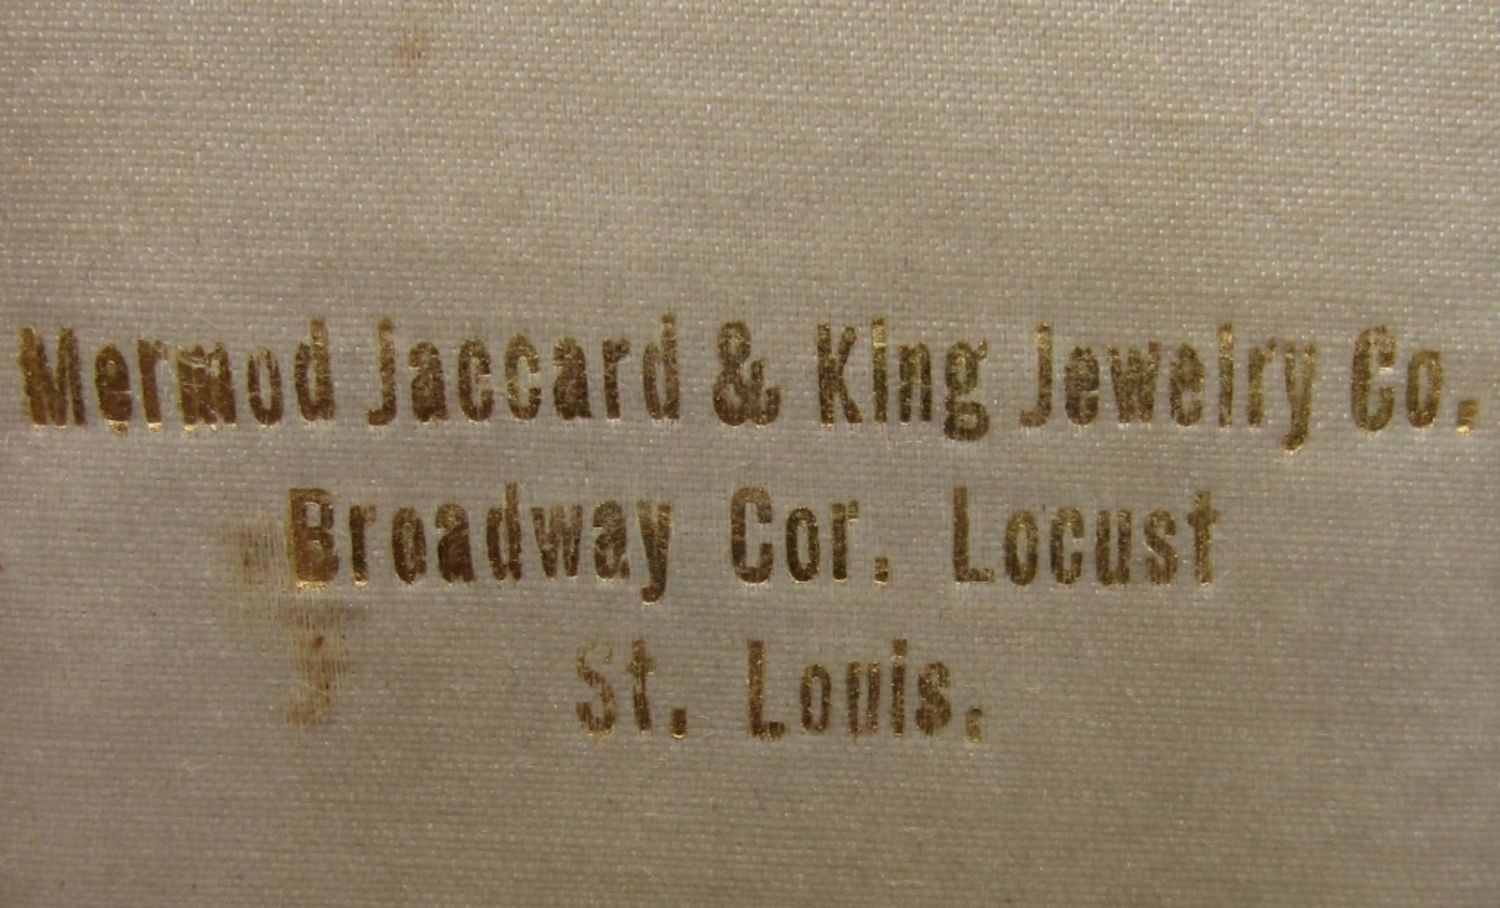 Mermod Jaccard & King Jewelry Co.
Broadway Cor. Locust
St. Louis.